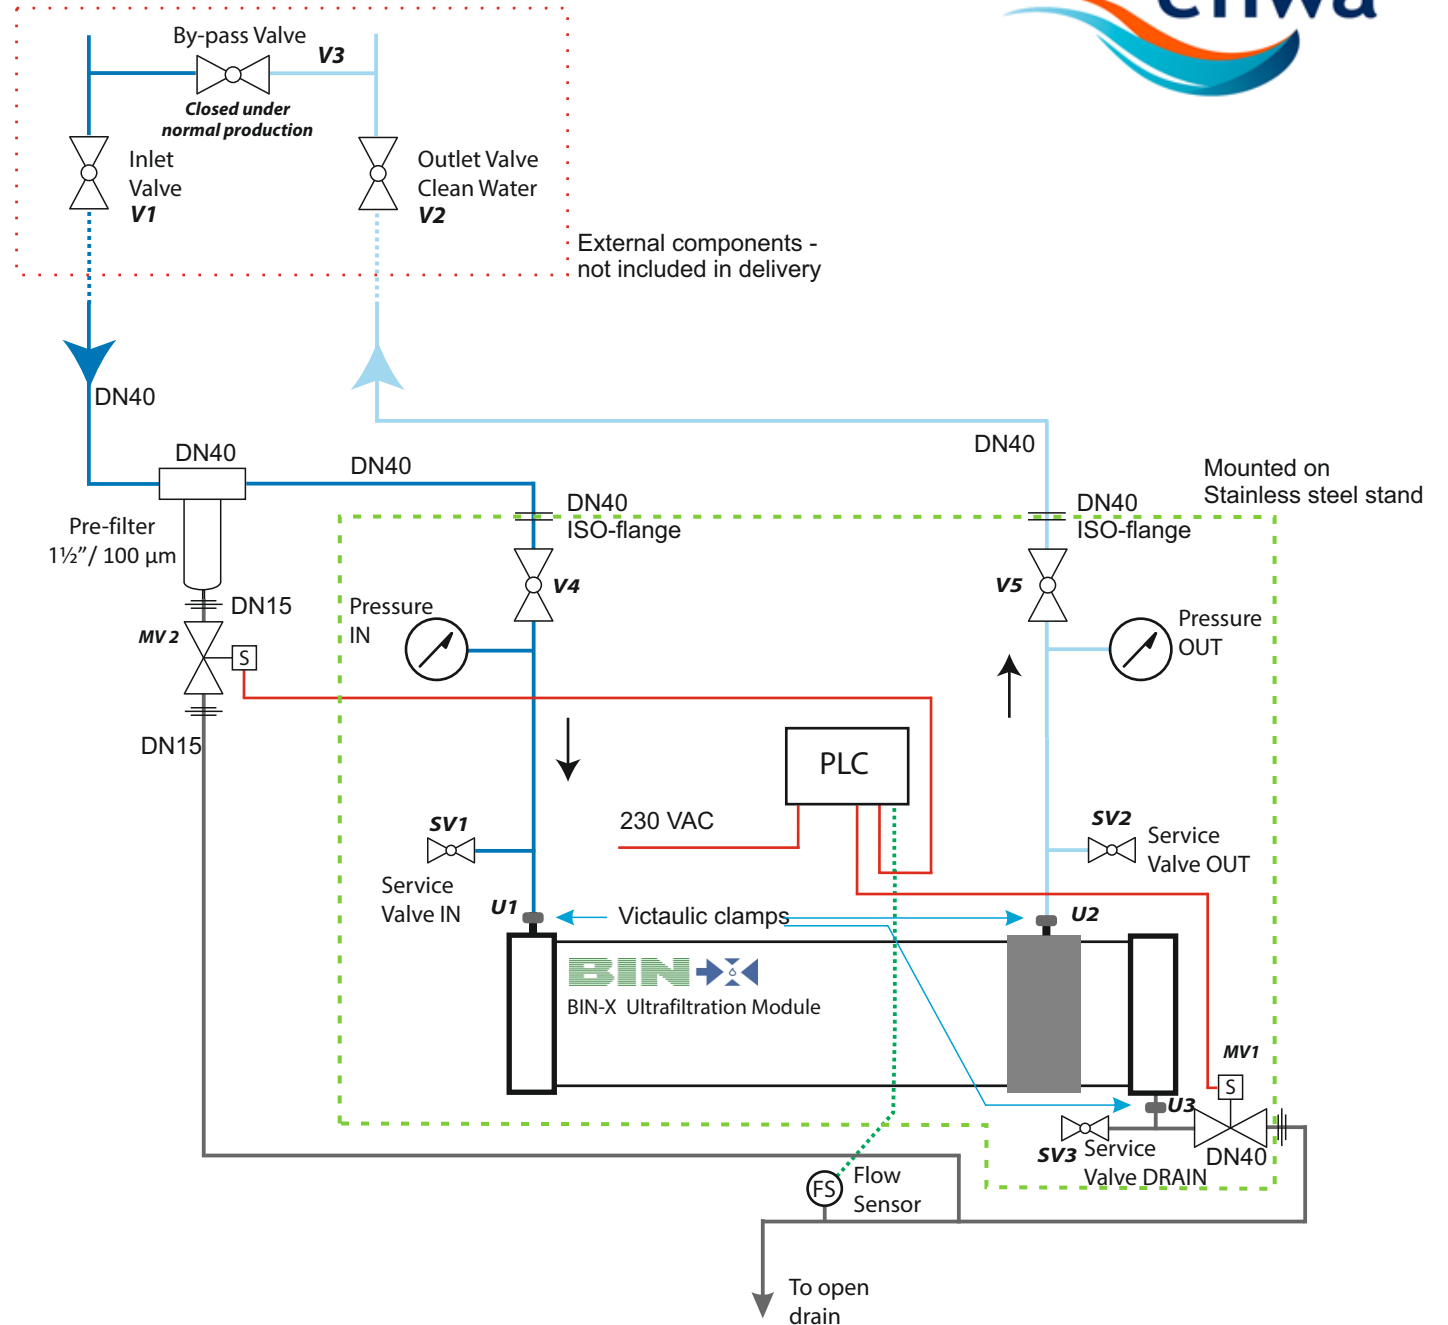 enwa
By-pass Valve
V3
Closed under
normal production
Inlet
Valve
V1
Outlet Valve
Clean Water
V2
External components -
not included in delivery
DN40
DN40
DN40
DN40
Mounted on
Stainless steel stand
Pre-filter
1½"/ 100 µm
DN40
ISO-flange
DN40
ISO-flange
V4
V5
DN15
MV 2
S
Pressure
IN
Pressure
OUT
DN15
PLC
230 VAC
SV1
Service
Valve IN
SV2
Service
Valve OUT
U1
Victaulic clamps
U2
BIN
BIN-X Ultrafiltration Module
MV1
S
U3
SV3
Service
Valve DRAIN
DN40
FS
Flow
Sensor
To open
drain